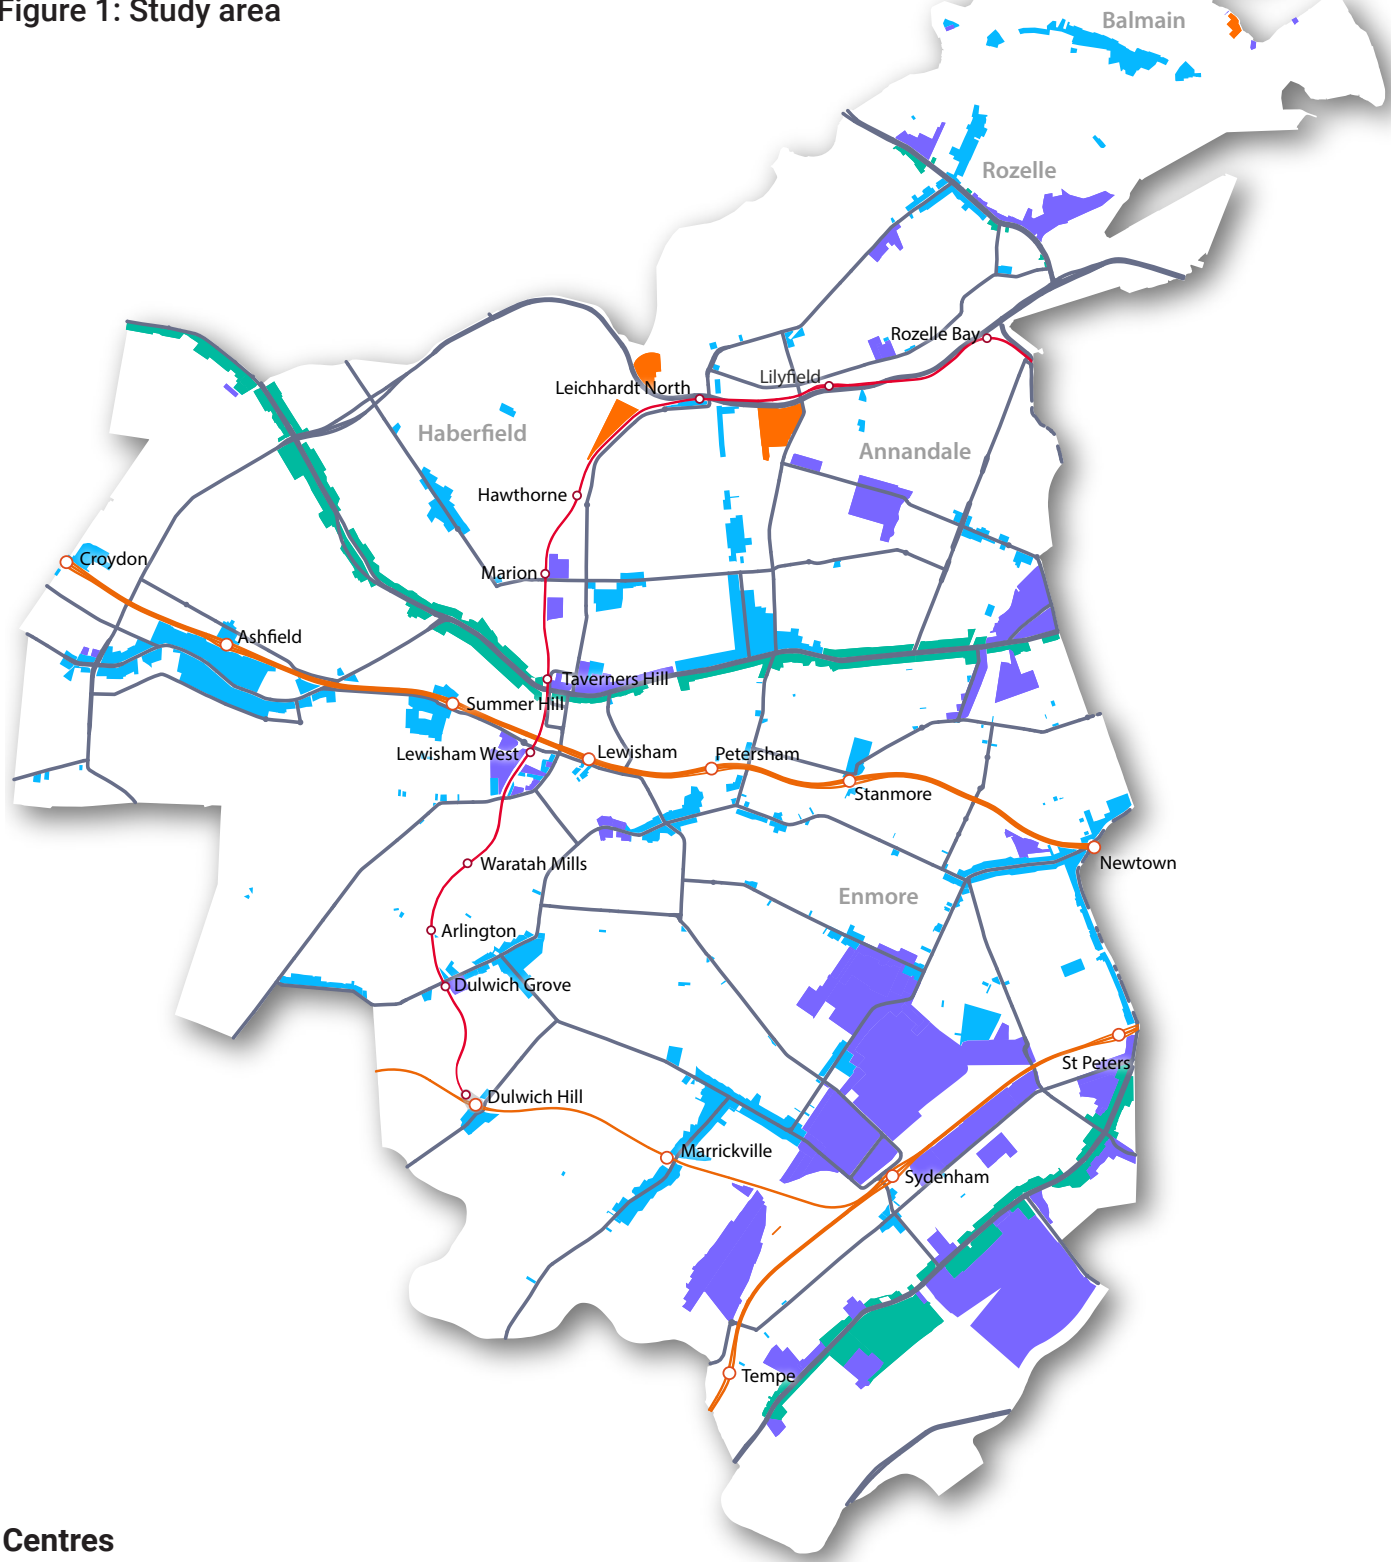 Figure 1: Study area
Balmain
Rozelle
Rozelle Bay
Lilyfield
Leichhardt North
Haberfield
Annandale
Hawthorne
Croydon
Marion
Ashfield
Taverners Hill
Summer Hill
Lewisham West
Lewisham
Petersham
Stanmore
Newtown
Waratah Mills
Enmore
Arlington
Dulwich Grove
St Peters
Dulwich Hill
Marrickville
Sydenham
Tempe
Centres